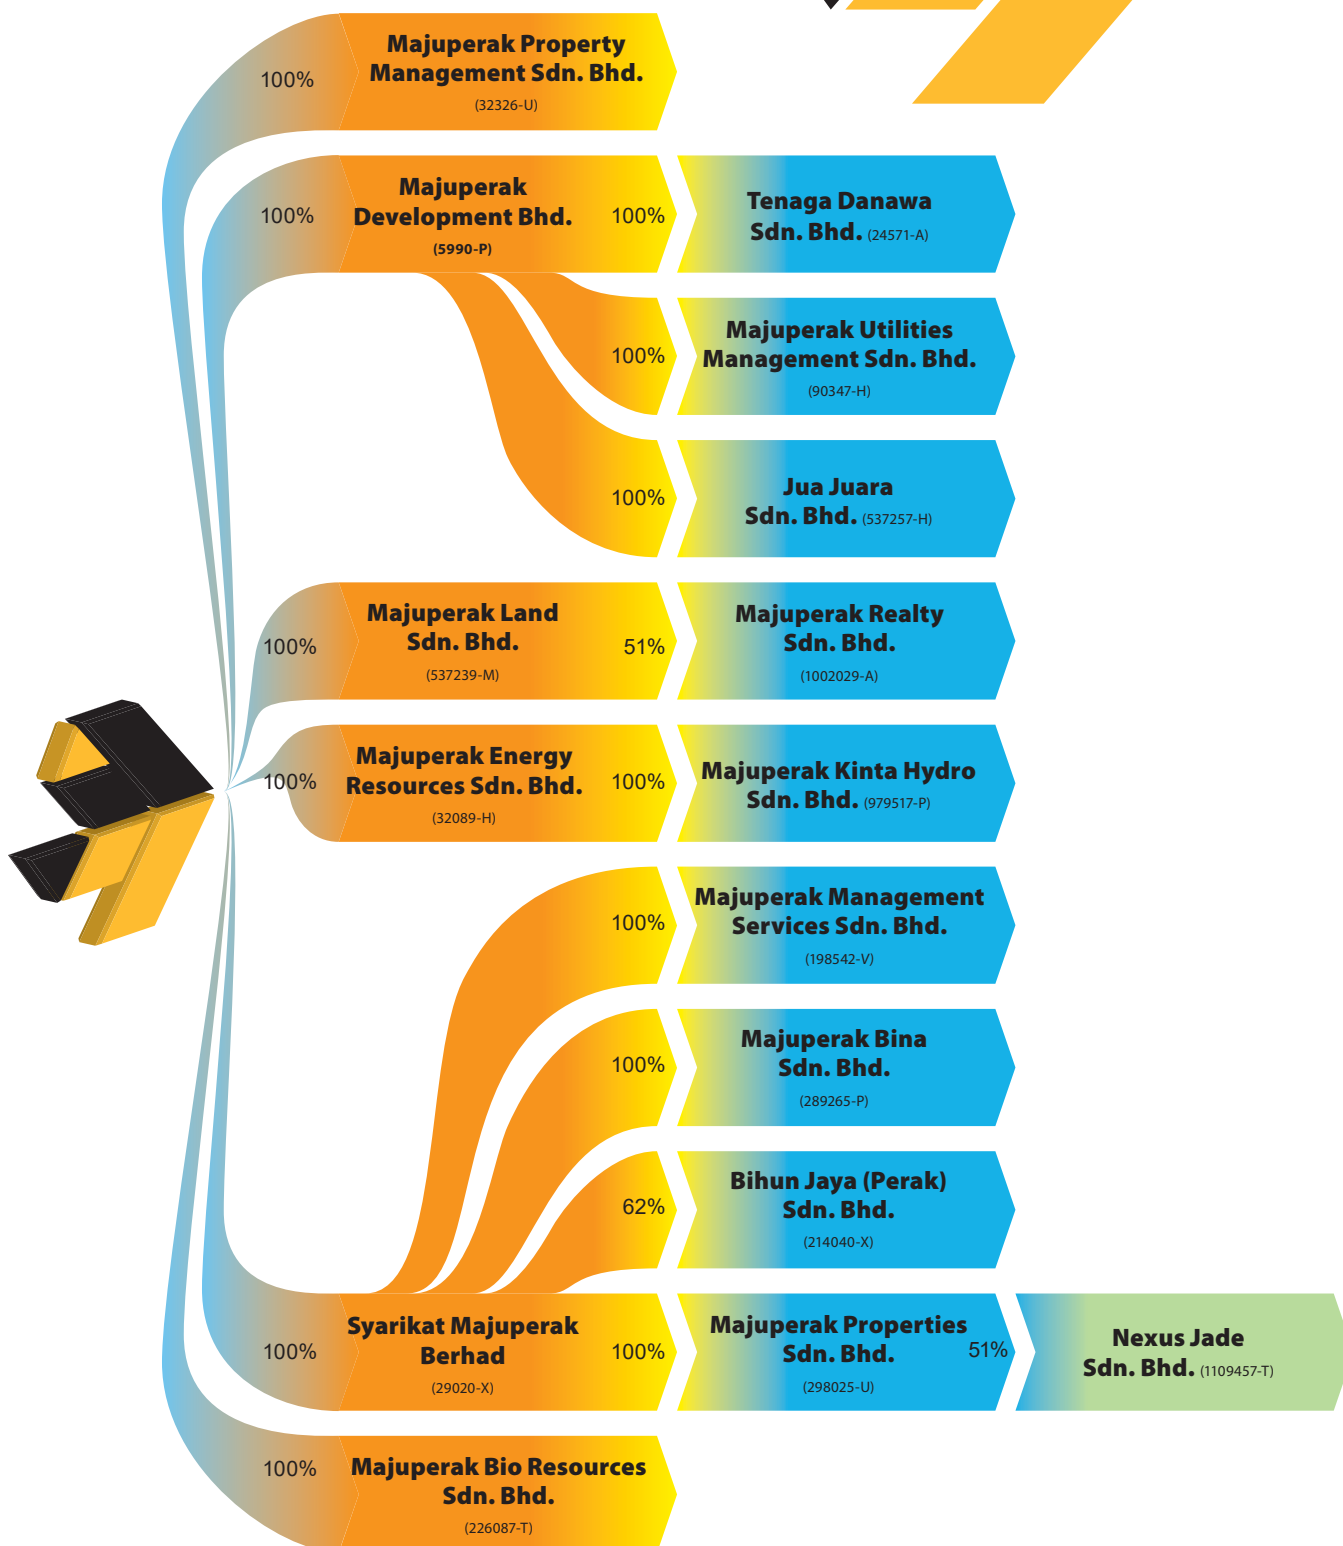 100%
Majuperak Property
Management Sdn. Bhd.
(32326-U)
100%
Majuperak
Development Bhd.
(5990-P)
100%
Tenaga Danawa
Sdn. Bhd. (24571-A)
100%
Majuperak Utilities
Management Sdn. Bhd.
(90347-H)
100%
Jua Juara
Sdn. Bhd. (537257-H)
100%
Majuperak Land
Sdn. Bhd.
(537239-M)
51%
Majuperak Realty
Sdn. Bhd.
(1002029-A)
100%
Majuperak Energy
Resources Sdn. Bhd.
(32089-H)
100%
Majuperak Kinta Hydro
Sdn. Bhd. (979517-P)
100%
Majuperak Management
Services Sdn. Bhd.
(198542-V)
100%
Majuperak Bina
Sdn. Bhd.
(289265-P)
62%
Bihun Jaya (Perak)
Sdn. Bhd.
(214040-X)
100%
Syarikat Majuperak
Berhad
(29020-X)
100%
Majuperak Properties
Sdn. Bhd.
(298025-U)
51%
Nexus Jade
Sdn. Bhd. (1109457-T)
100%
Majuperak Bio Resources
Sdn. Bhd.
(226087-T)